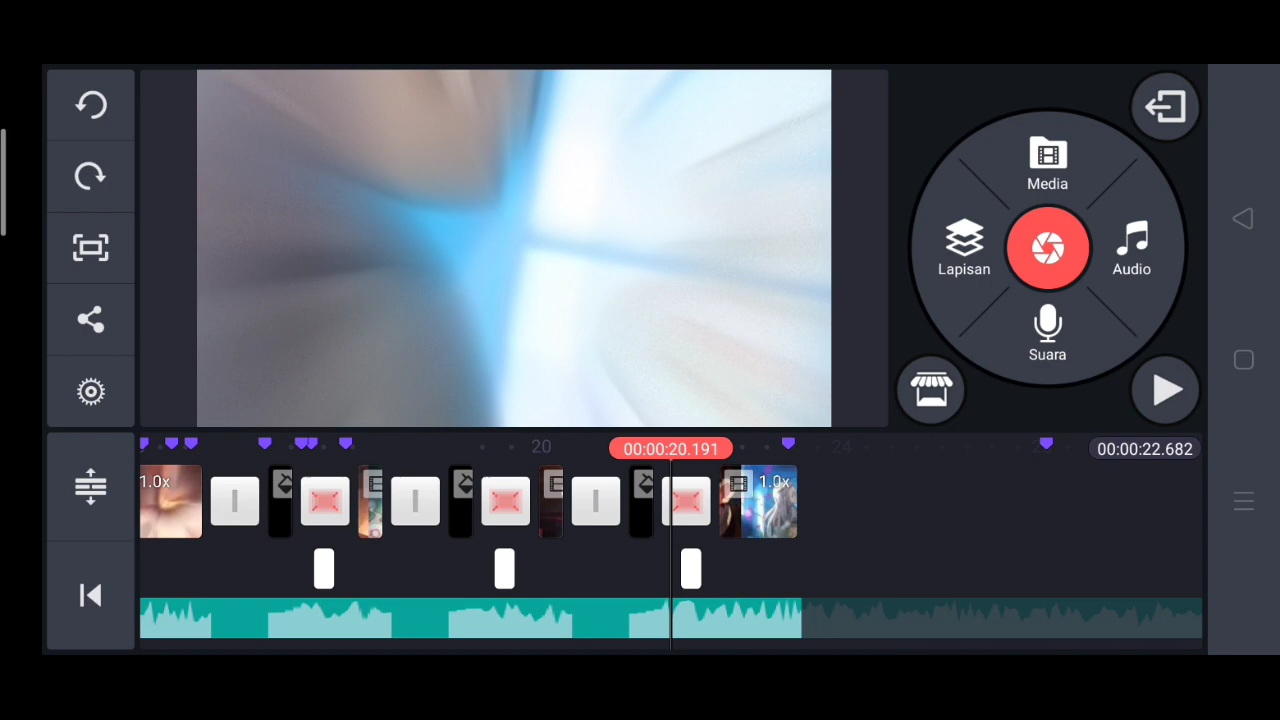 Media
Lapisan
Audio
Suara
20
00:00:20.191
24
00:00:22.682
1.0x
1.0x